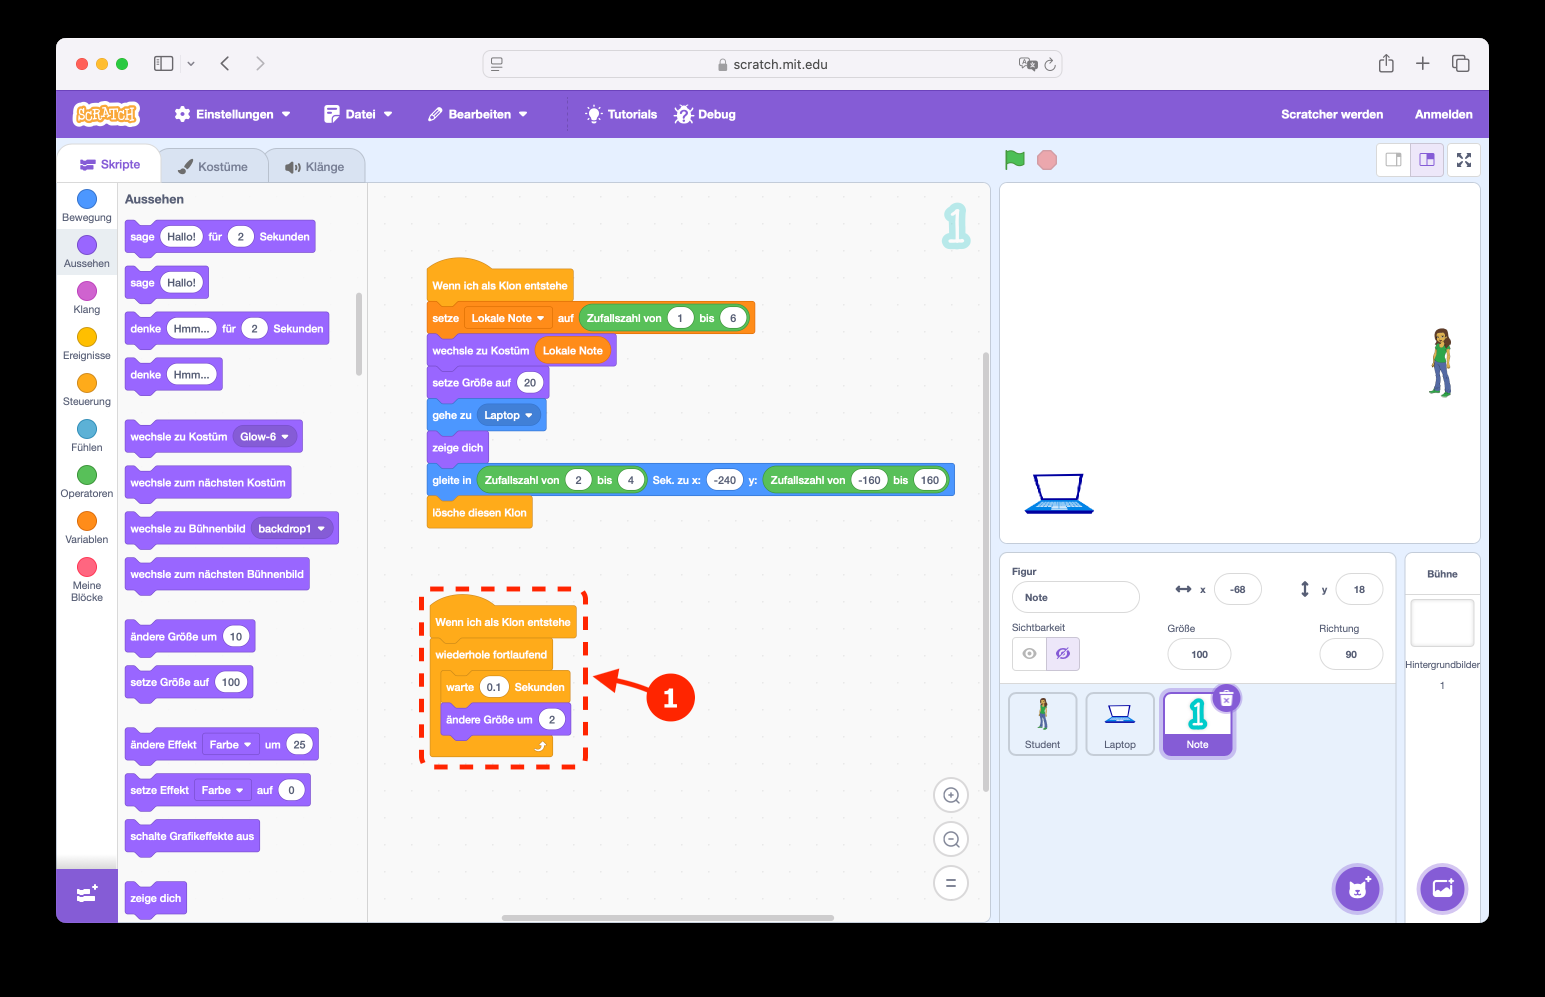 scratch.mit.edu
SCRATCH Einstellungen Datei Bearbeiten Tutorials Debug Scratcher werden Anmelden
Skripte Kostüme Klänge
Bewegung
Aussehen
Klang
Ereignisse
Steuerung
Fühlen
Operatoren
Variablen
Meine
Blöcke
Aussehen
sage Hallo! für 2 Sekunden
sage Hallo!
denke Hmm... für 2 Sekunden
denke Hmm...
wechsle zu Kostüm Glow-6
wechsle zum nächsten Kostüm
wechsle zu Bühnenbild backdrop1
wechsle zum nächsten Bühnenbild
ändere Größe um 10
setze Größe auf 100
ändere Effekt Farbe um 25
setze Effekt Farbe auf 0
schalte Grafikeffekte aus
zeige dich
1
Wenn ich als Klon entstehe
setze Lokale Note auf Zufallszahl von 1 bis 6
wechsle zu Kostüm Lokale Note
setze Größe auf 20
gehe zu Laptop
zeige dich
gleite in Zufallszahl von 2 bis 4 Sek. zu x: -240 y: Zufallszahl von -160 bis 160
lösche diesen Klon
Wenn ich als Klon entstehe
wiederhole fortlaufend
warte 0.1 Sekunden
ändere Größe um 2
1
Figur
Note x -68 y 18
Sichtbarkeit Größe Richtung
100 90
Student Laptop 1 Note
Bühne
Hintergrundbilder
1